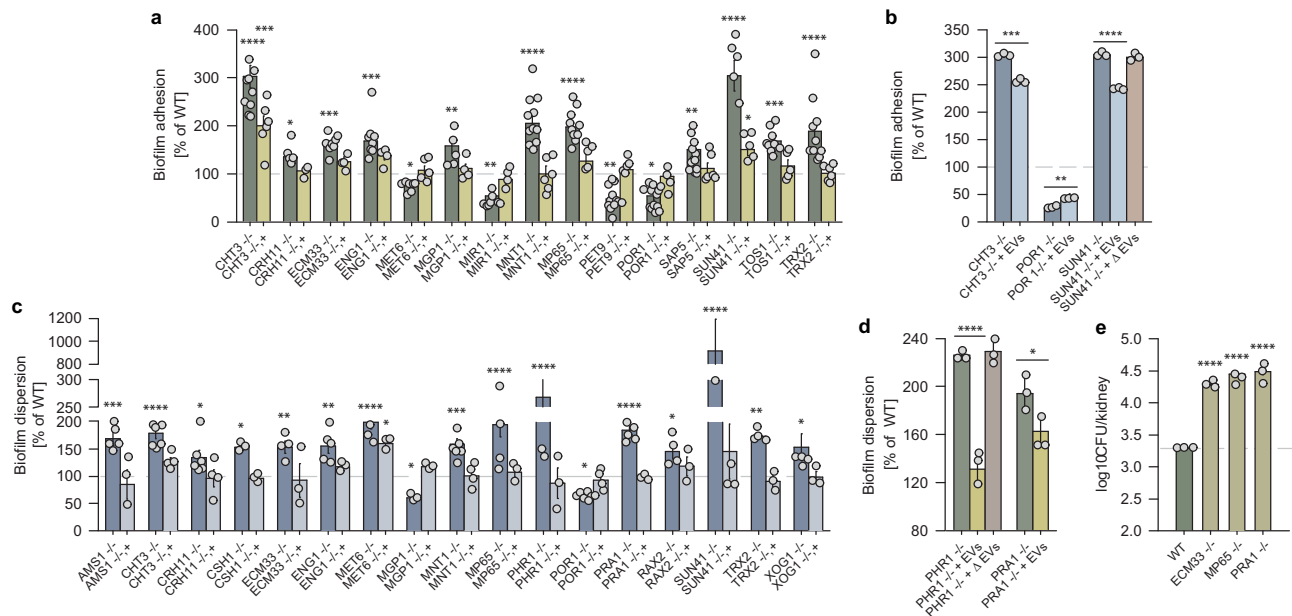 a
Biofilm adhesion
[% of WT]
400
300
200
100
0
**** *** * *** *** * ** ** **** **** ** * ** **** * *** ****
CHT3 -/-
CHT3 -/-,+
CRH11 -/-
CRH11 -/-,+
ECM33 -/-
ECM33 -/-,+
ENG1 -/-
ENG1 -/-,+
MET6 -/-
MET6 -/-,+
MGP1 -/-
MGP1 -/-,+
MIR1 -/-
MIR1 -/-,+
MNT1 -/-
MNT1 -/-,+
MP65 -/-
MP65 -/-,+
PET9 -/-
PET9 -/-,+
POR1 -/-
POR1 -/-,+
SAP5 -/-
SAP5 -/-,+
SUN41 -/-
SUN41 -/-,+
TOS1 -/-
TOS1 -/-,+
TRX2 -/-
TRX2 -/-,+
b
Biofilm adhesion
[% of WT]
350
300
250
200
150
100
50
0
*** ** ****
CHT3 -/-
CHT3 -/-+ EVs
POR1 -/-
POR 1-/-+ EVs
SUN41 -/-
SUN41 -/-+ EVs
SUN41 -/-+ Δ EVs
c
Biofilm dispersion
[% of WT]
1200
1000
800
600
300
250
200
150
100
50
0
*** **** * * ** ** **** * * *** **** **** * **** * **** ** *
AMS1 -/-
AMS1 -/-,+
CHT3 -/-
CHT3 -/-,+
CRH11 -/-
CRH11 -/-,+
CSH1 -/-
CSH1 -/-,+
ECM33 -/-
ECM33 -/-,+
ENG1 -/-
ENG1 -/-,+
MET6 -/-
MET6 -/-,+
MGP1 -/-
MGP1 -/-,+
MNT1 -/-
MNT1 -/-,+
MP65 -/-
MP65 -/-,+
PHR1 -/-
PHR1 -/-,+
POR1 -/-
POR1 -/-,+
PRA1 -/-
PRA1 -/-,+
RAX2 -/-
RAX2 -/-,+
SUN41 -/-
SUN41 -/-,+
TRX2 -/-
TRX2 -/-,+
XOG1 -/-
XOG1 -/-,+
d
Biofilm dispersion
[% of WT]
240
200
160
120
80
**** *
PHR1 -/-
PHR1 -/-+ EVs
PHR1 -/-+ Δ EVs
PRA1 -/-
PRA1 -/-+ EVs
e
log10CFU/kidney
5.0
4.5
4.0
3.5
3.0
2.5
2.0
**** **** ****
WT
ECM33 -/-
MP65 -/-
PRA1 -/-